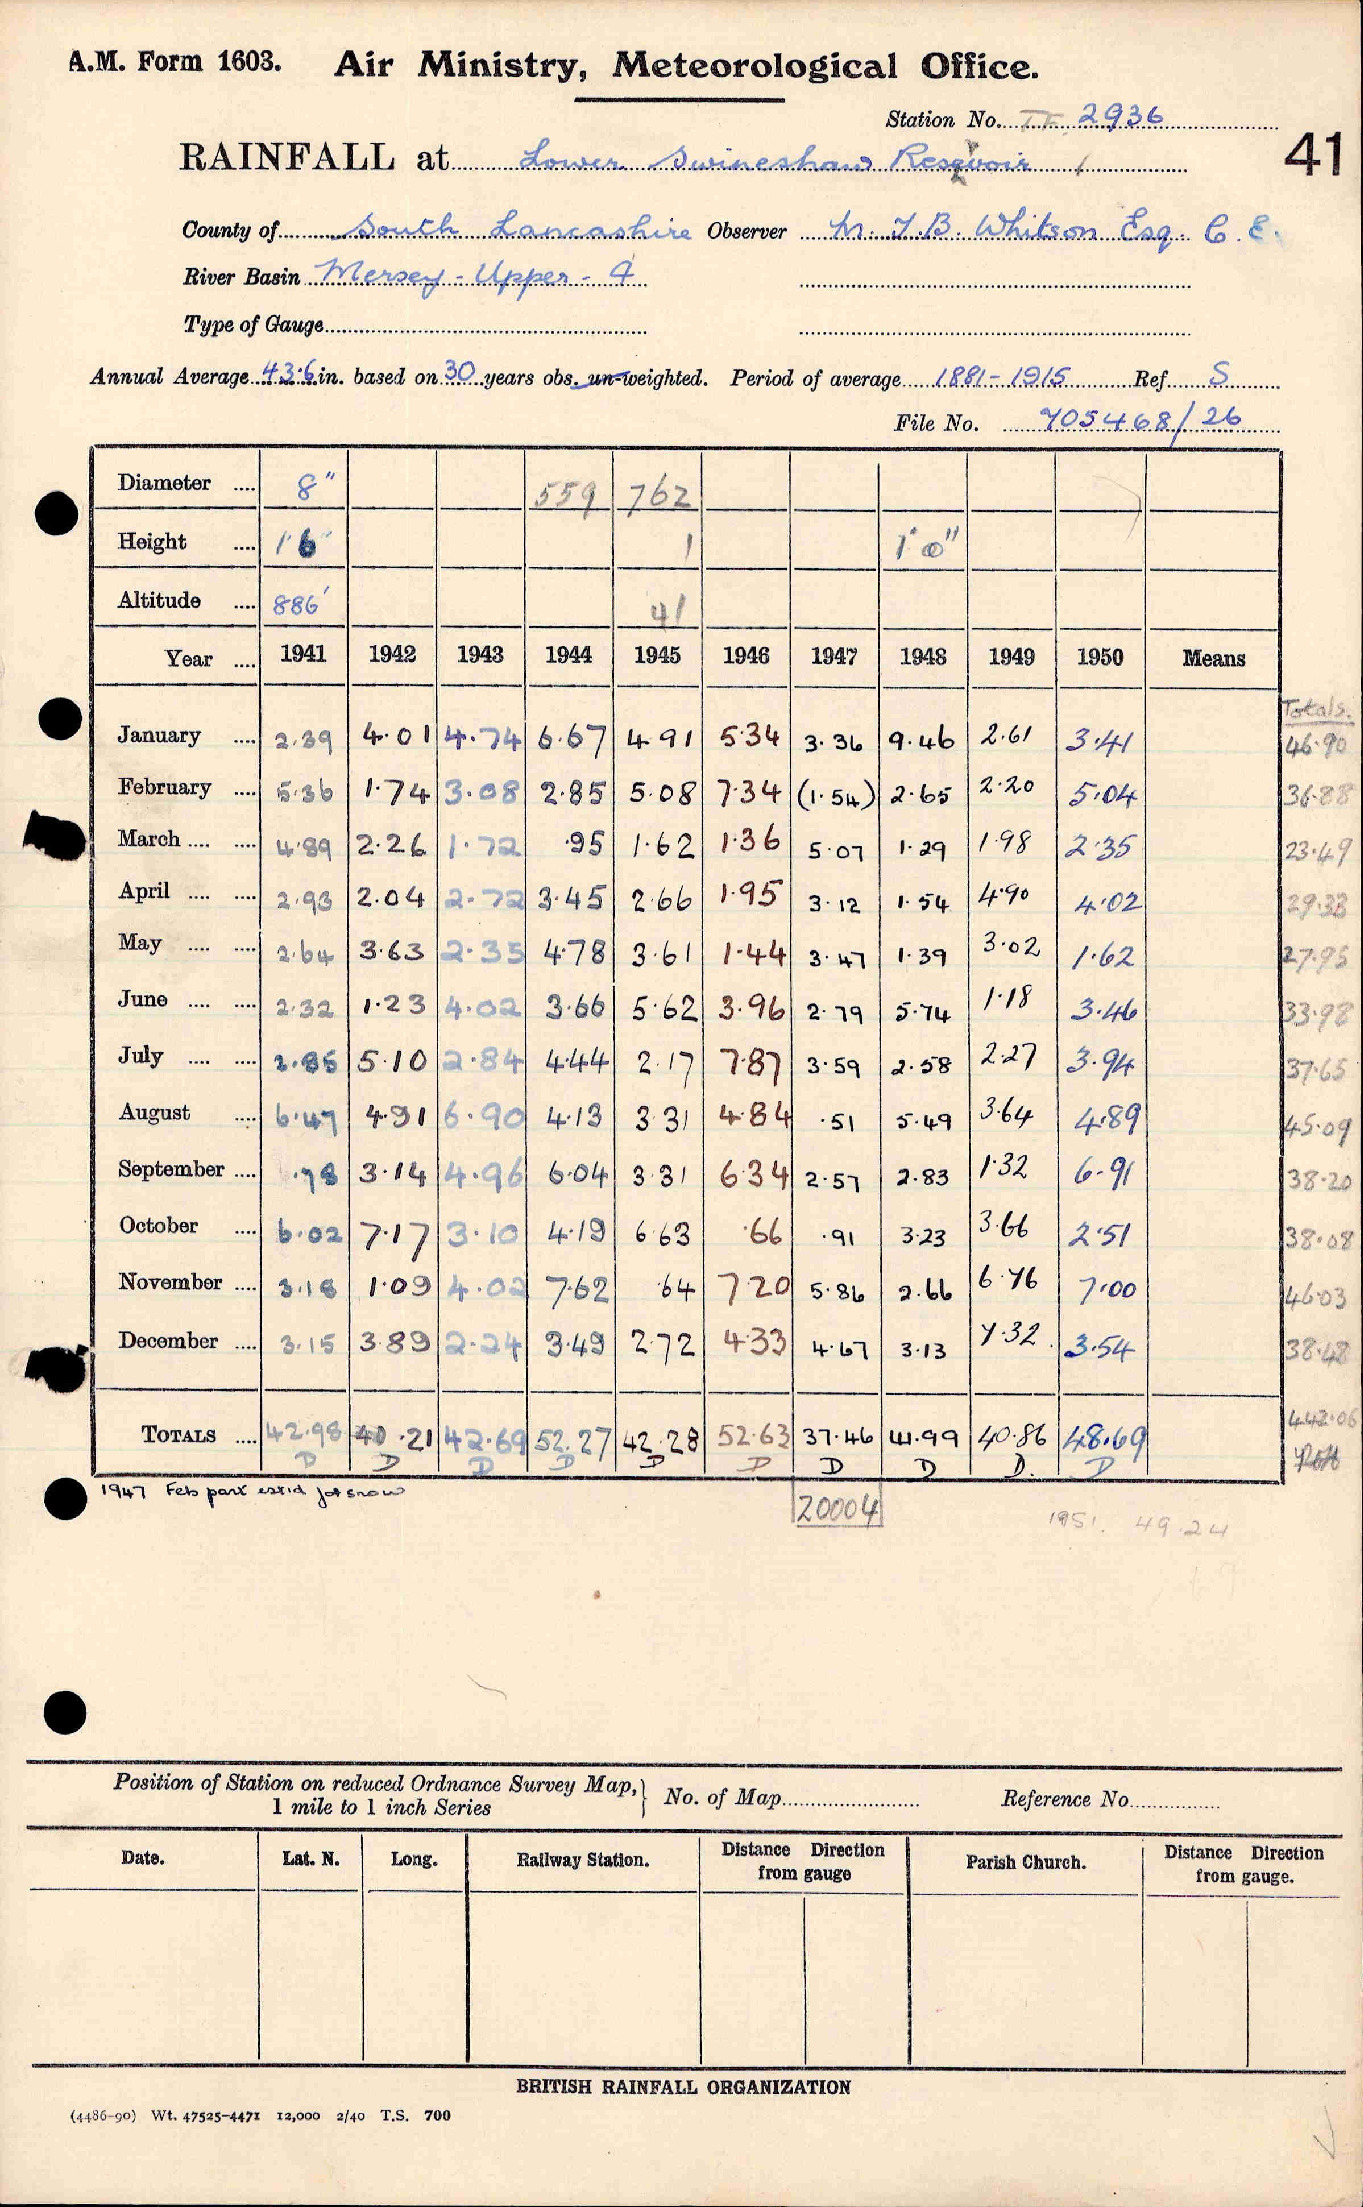 A.M. Form 1603. Air Ministry, Meteorological Office.
Station No. 2936
41
RAINFALL at Lower Swineshaw Reservoir
County of South Lancashire Observer M. J.B. Whitson Esq. C.E.
River Basin Mersey - Upper - 4
Type of Gauge
Annual Average 43.6 in. based on 30 years obs. un-weighted. Period of average 1881-1915 Ref S
File No. 705468/26
Diameter .... 8" 559 762
Height .... 1'6" 1 1'0"
Altitude .... 886' 41
Year .... 1941 1942 1943 1944 1945 1946 1947 1948 1949 1950 Means
Totals.
January .... 2.39 4.01 4.74 6.67 4.91 5.34 3.36 9.46 2.61 3.41 46.90
February .... 5.36 1.74 3.08 2.85 5.08 7.34 (1.54) 2.65 2.20 5.04 36.88
March .... .... 4.89 2.26 1.72 .95 1.62 1.36 5.07 1.29 1.98 2.35 23.49
April .... .... 2.93 2.04 2.72 3.45 2.66 1.95 3.12 1.54 4.90 4.02 29.33
May .... .... 2.64 3.63 2.35 4.78 3.61 1.44 3.47 1.39 3.02 1.62 27.95
June .... .... 2.32 1.23 4.02 3.66 5.62 3.96 2.79 5.74 1.18 3.46 33.98
July .... .... 2.85 5.10 2.84 4.44 2.17 7.87 3.59 2.58 2.27 3.94 37.65
August .... 6.47 4.91 6.90 4.13 3.31 4.84 .51 5.49 3.64 4.89 45.09
September .... .78 3.14 4.96 6.04 3.31 6.34 2.57 2.83 1.32 6.91 38.20
October .... 6.02 7.17 3.10 4.19 6.63 .66 .91 3.23 3.66 2.51 38.08
November .... 3.18 1.09 4.02 7.62 .64 7.20 5.86 2.66 6.76 7.00 46.03
December .... 3.15 3.89 2.24 3.49 2.72 4.33 4.67 3.13 7.32 3.54 38.48
TOTALS .... 42.98 40.21 42.69 52.27 42.28 52.63 37.46 41.99 40.86 48.69 442.06
D D D D D D D D D. D
1947 Feb part est'd for snow
20004
1951. 49.24
Position of Station on reduced Ordnance Survey Map, 1 mile to 1 inch Series } No. of Map Reference No.
Date. Lat. N. Long. Railway Station. Distance Direction from gauge Parish Church. Distance Direction from gauge.
BRITISH RAINFALL ORGANIZATION
(4486-90) Wt. 47525-4471 12,000 2/40 T.S. 700